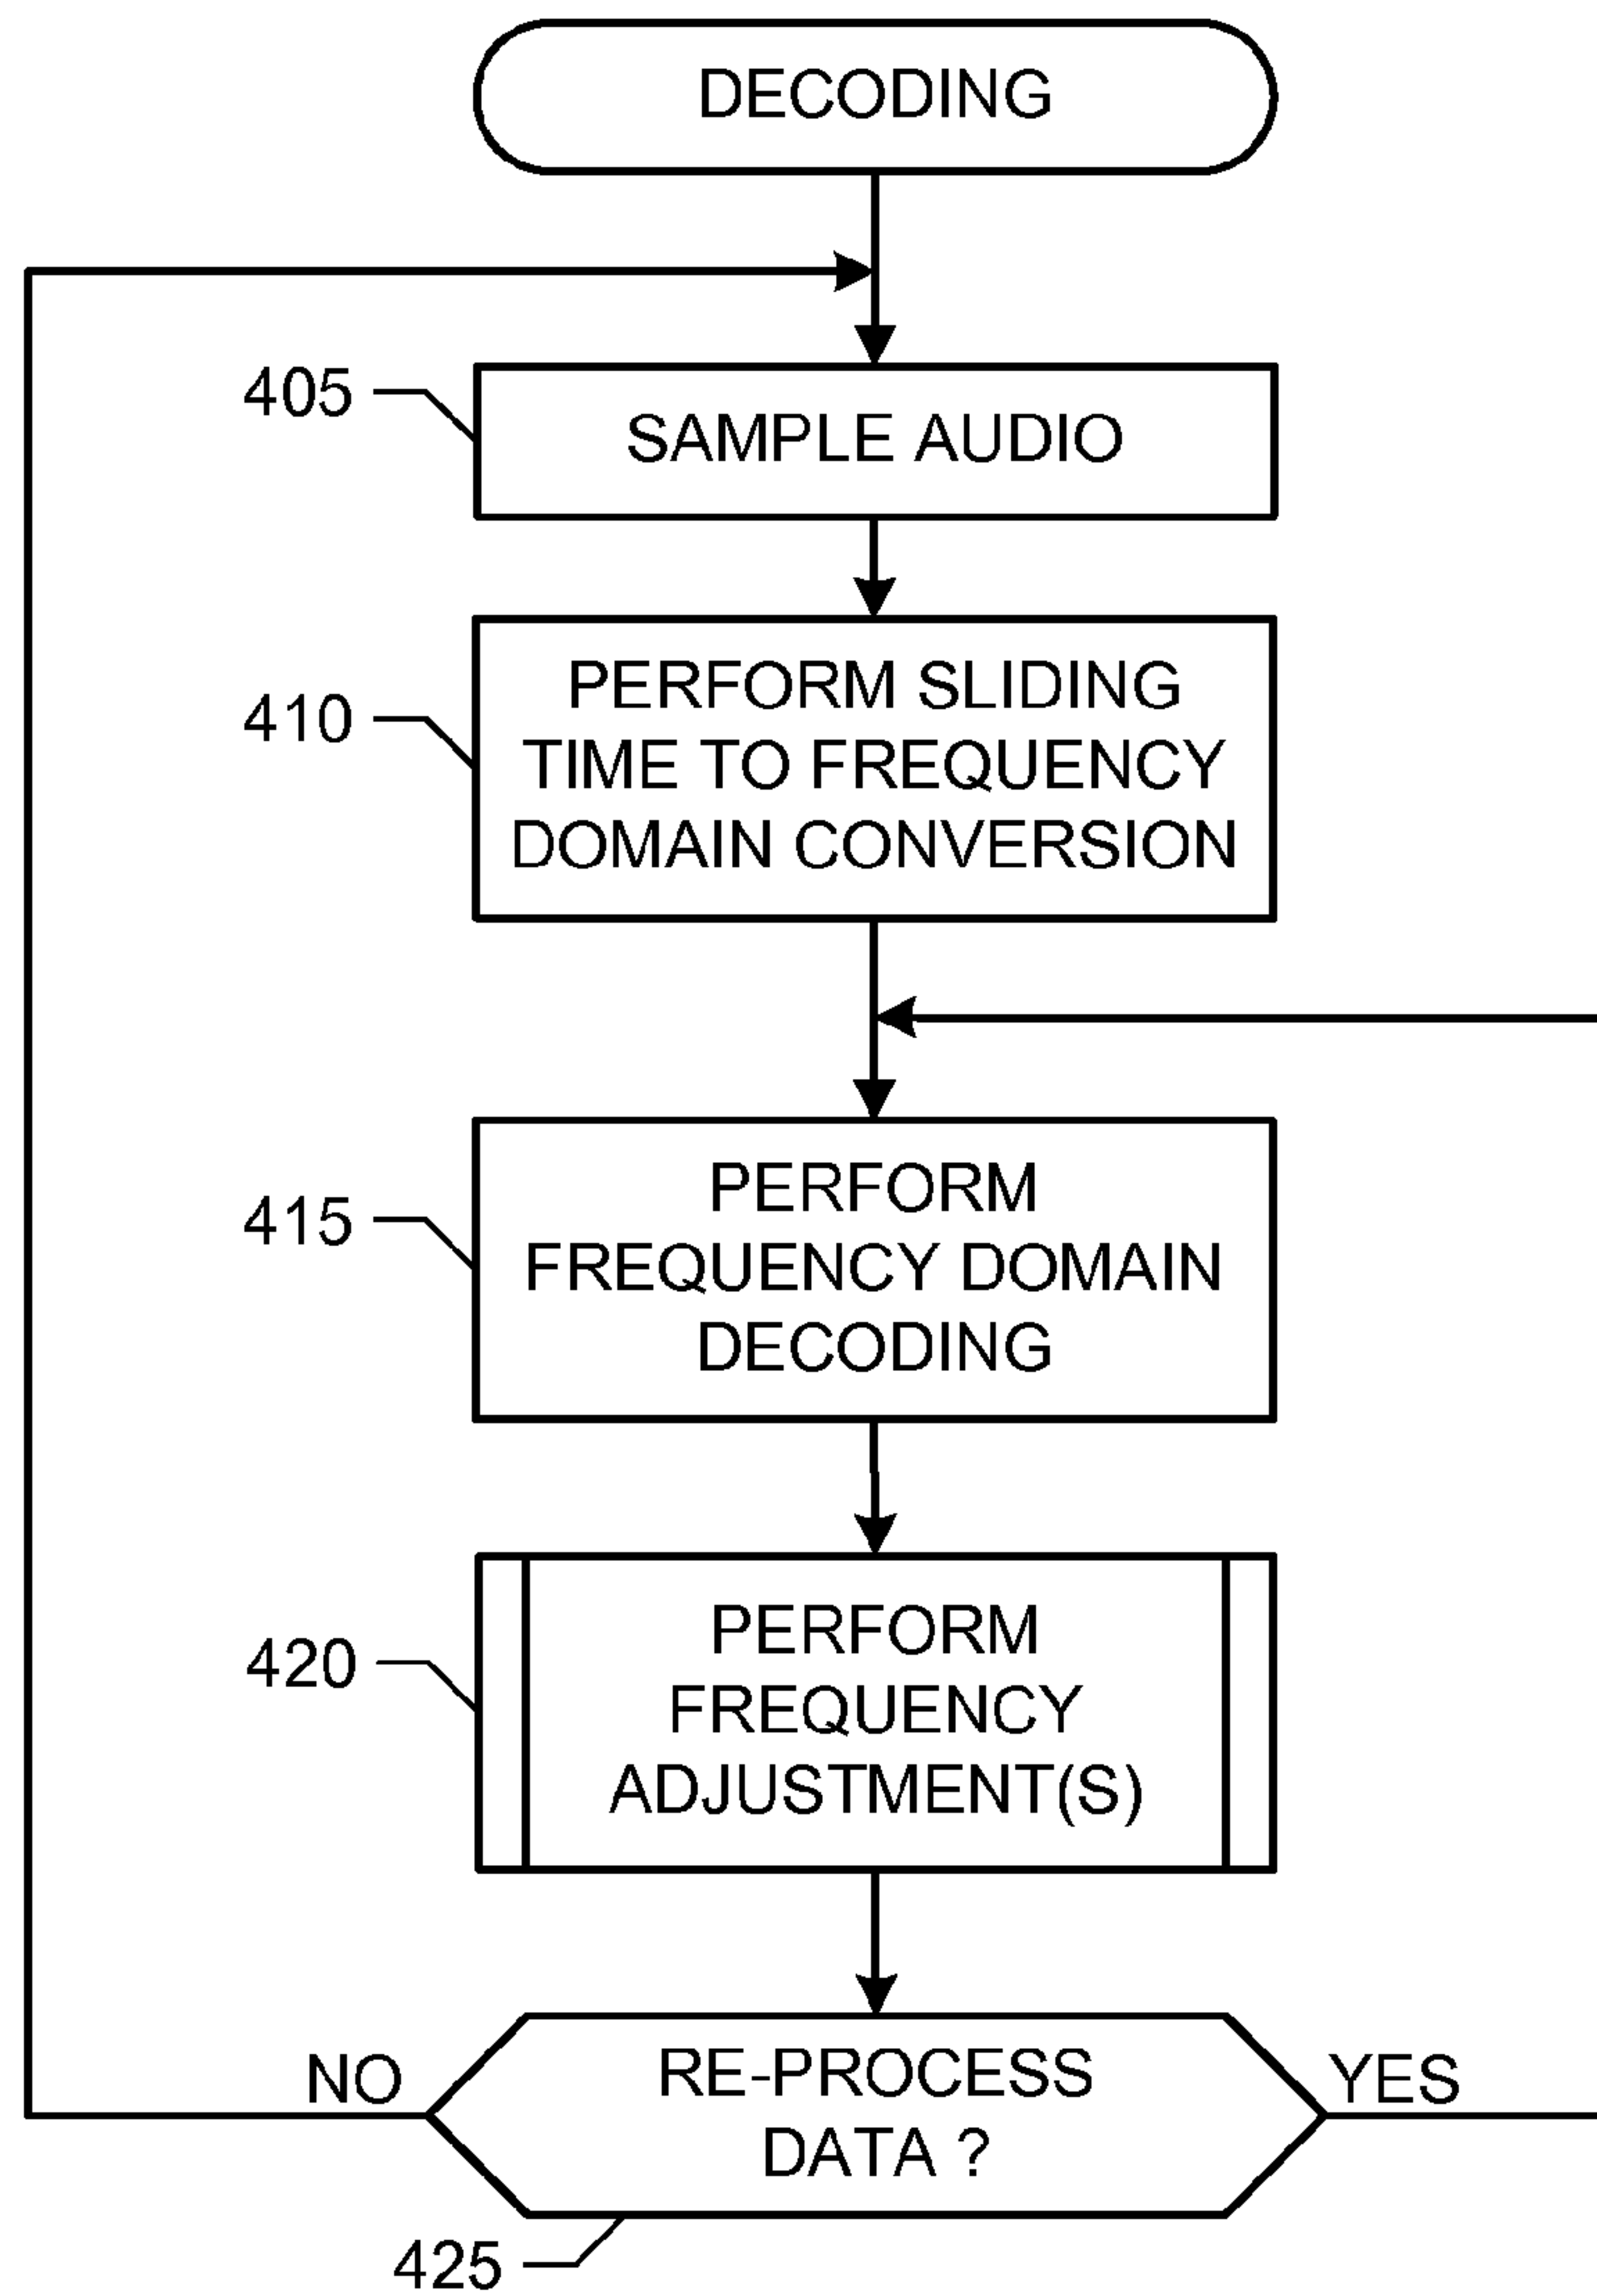 DECODING
405
SAMPLE AUDIO
410
PERFORM SLIDING
TIME TO FREQUENCY
DOMAIN CONVERSION
415
PERFORM
FREQUENCY DOMAIN
DECODING
420
PERFORM
FREQUENCY
ADJUSTMENT(S)
NO
RE-PROCESS
DATA ?
YES
425